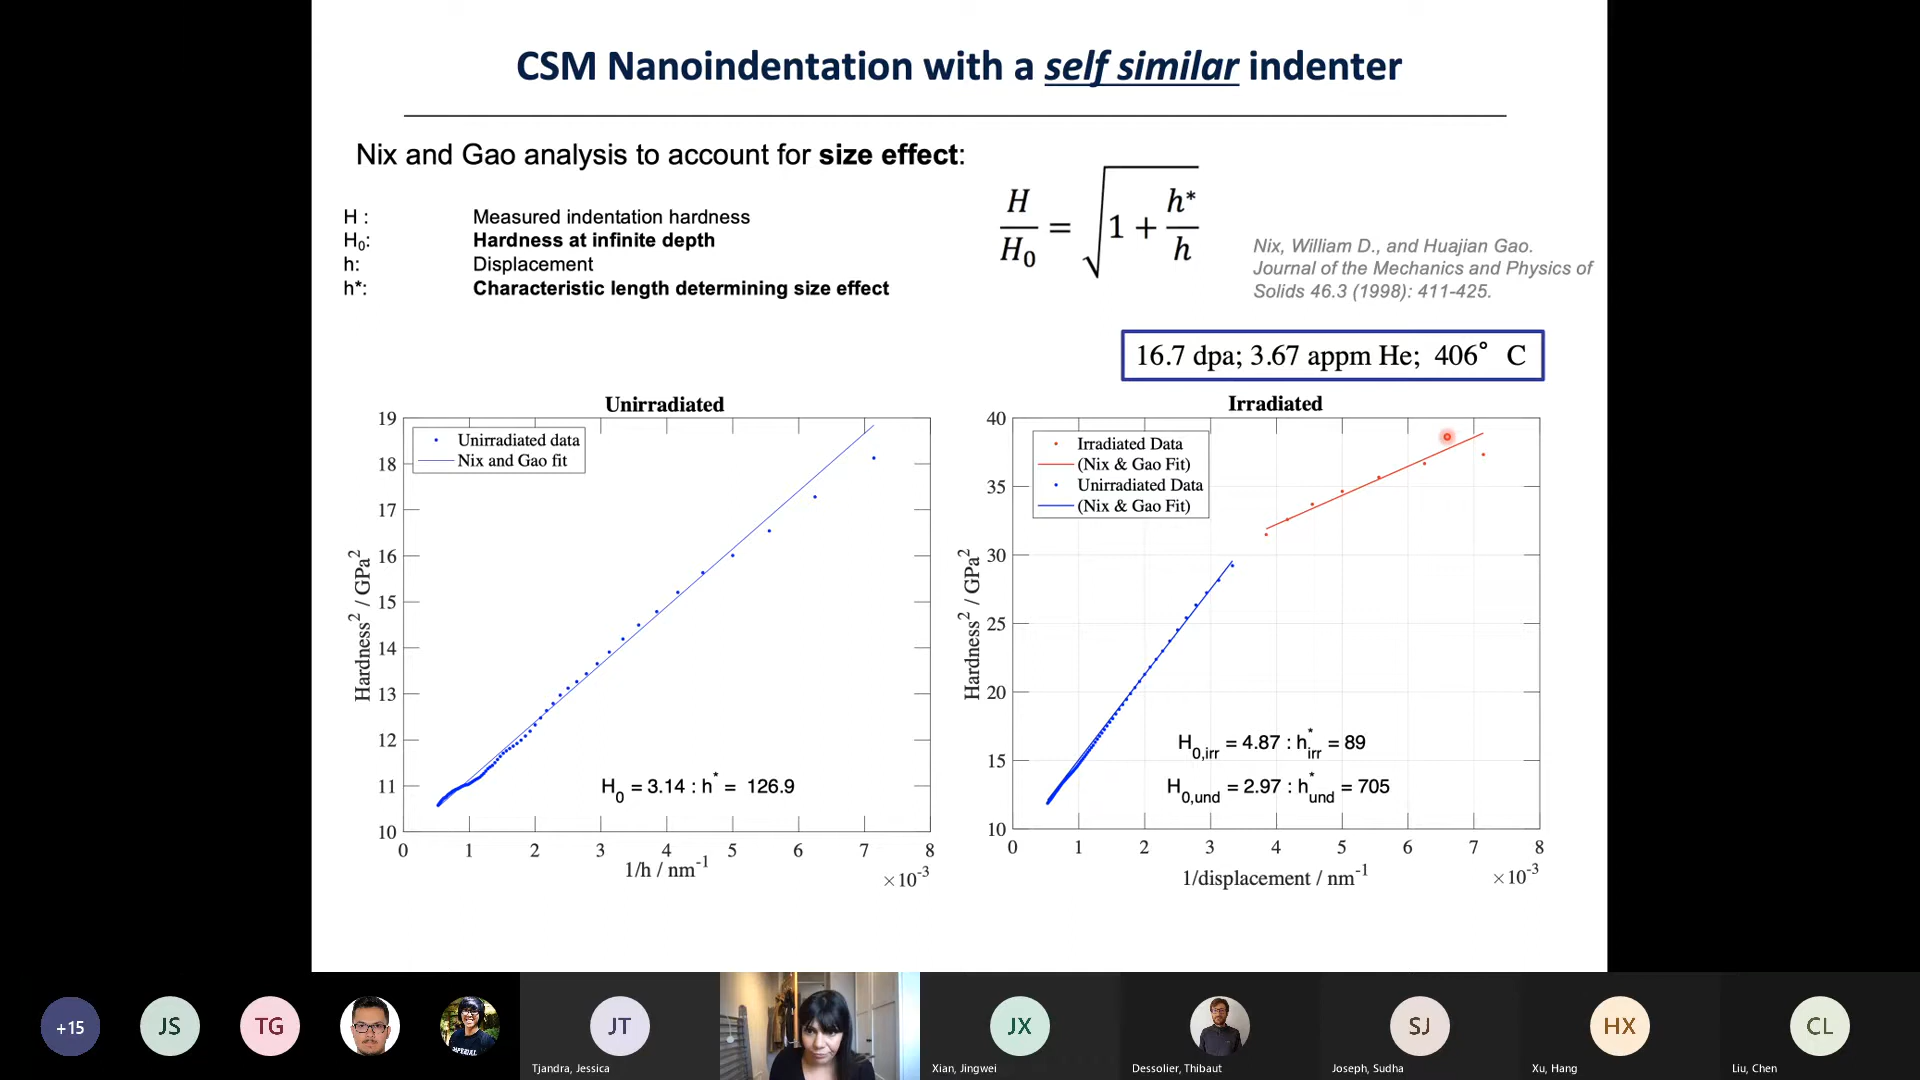 CSM Nanoindentation with a self similar indenter
Nix and Gao analysis to account for size effect:
H : Measured indentation hardness
H0: Hardness at infinite depth
h: Displacement
h*: Characteristic length determining size effect
H/H0 = √1 + h*/h
Nix, William D., and Huajian Gao.
Journal of the Mechanics and Physics of
Solids 46.3 (1998): 411-425.
16.7 dpa; 3.67 appm He; 406° C
Unirradiated
Unirradiated data
Nix and Gao fit
Hardness2 / GPa2
19
18
17
16
15
14
13
12
11
10
H0 = 3.14 : h* = 126.9
0 1 2 3 4 5 6 7 8
1/h / nm-1
×10-3
Irradiated
Irradiated Data
(Nix & Gao Fit)
Unirradiated Data
(Nix & Gao Fit)
Hardness2 / GPa2
40
35
30
25
20
15
10
H0,irr = 4.87 : h*irr = 89
H0,und = 2.97 : h*und = 705
0 1 2 3 4 5 6 7 8
1/displacement / nm-1
×10-3
+15
JS
TG
IMPERIAL
JT
Tjandra, Jessica
JX
Xian, Jingwei
Dessolier, Thibaut
SJ
Joseph, Sudha
HX
Xu, Hang
CL
Liu, Chen